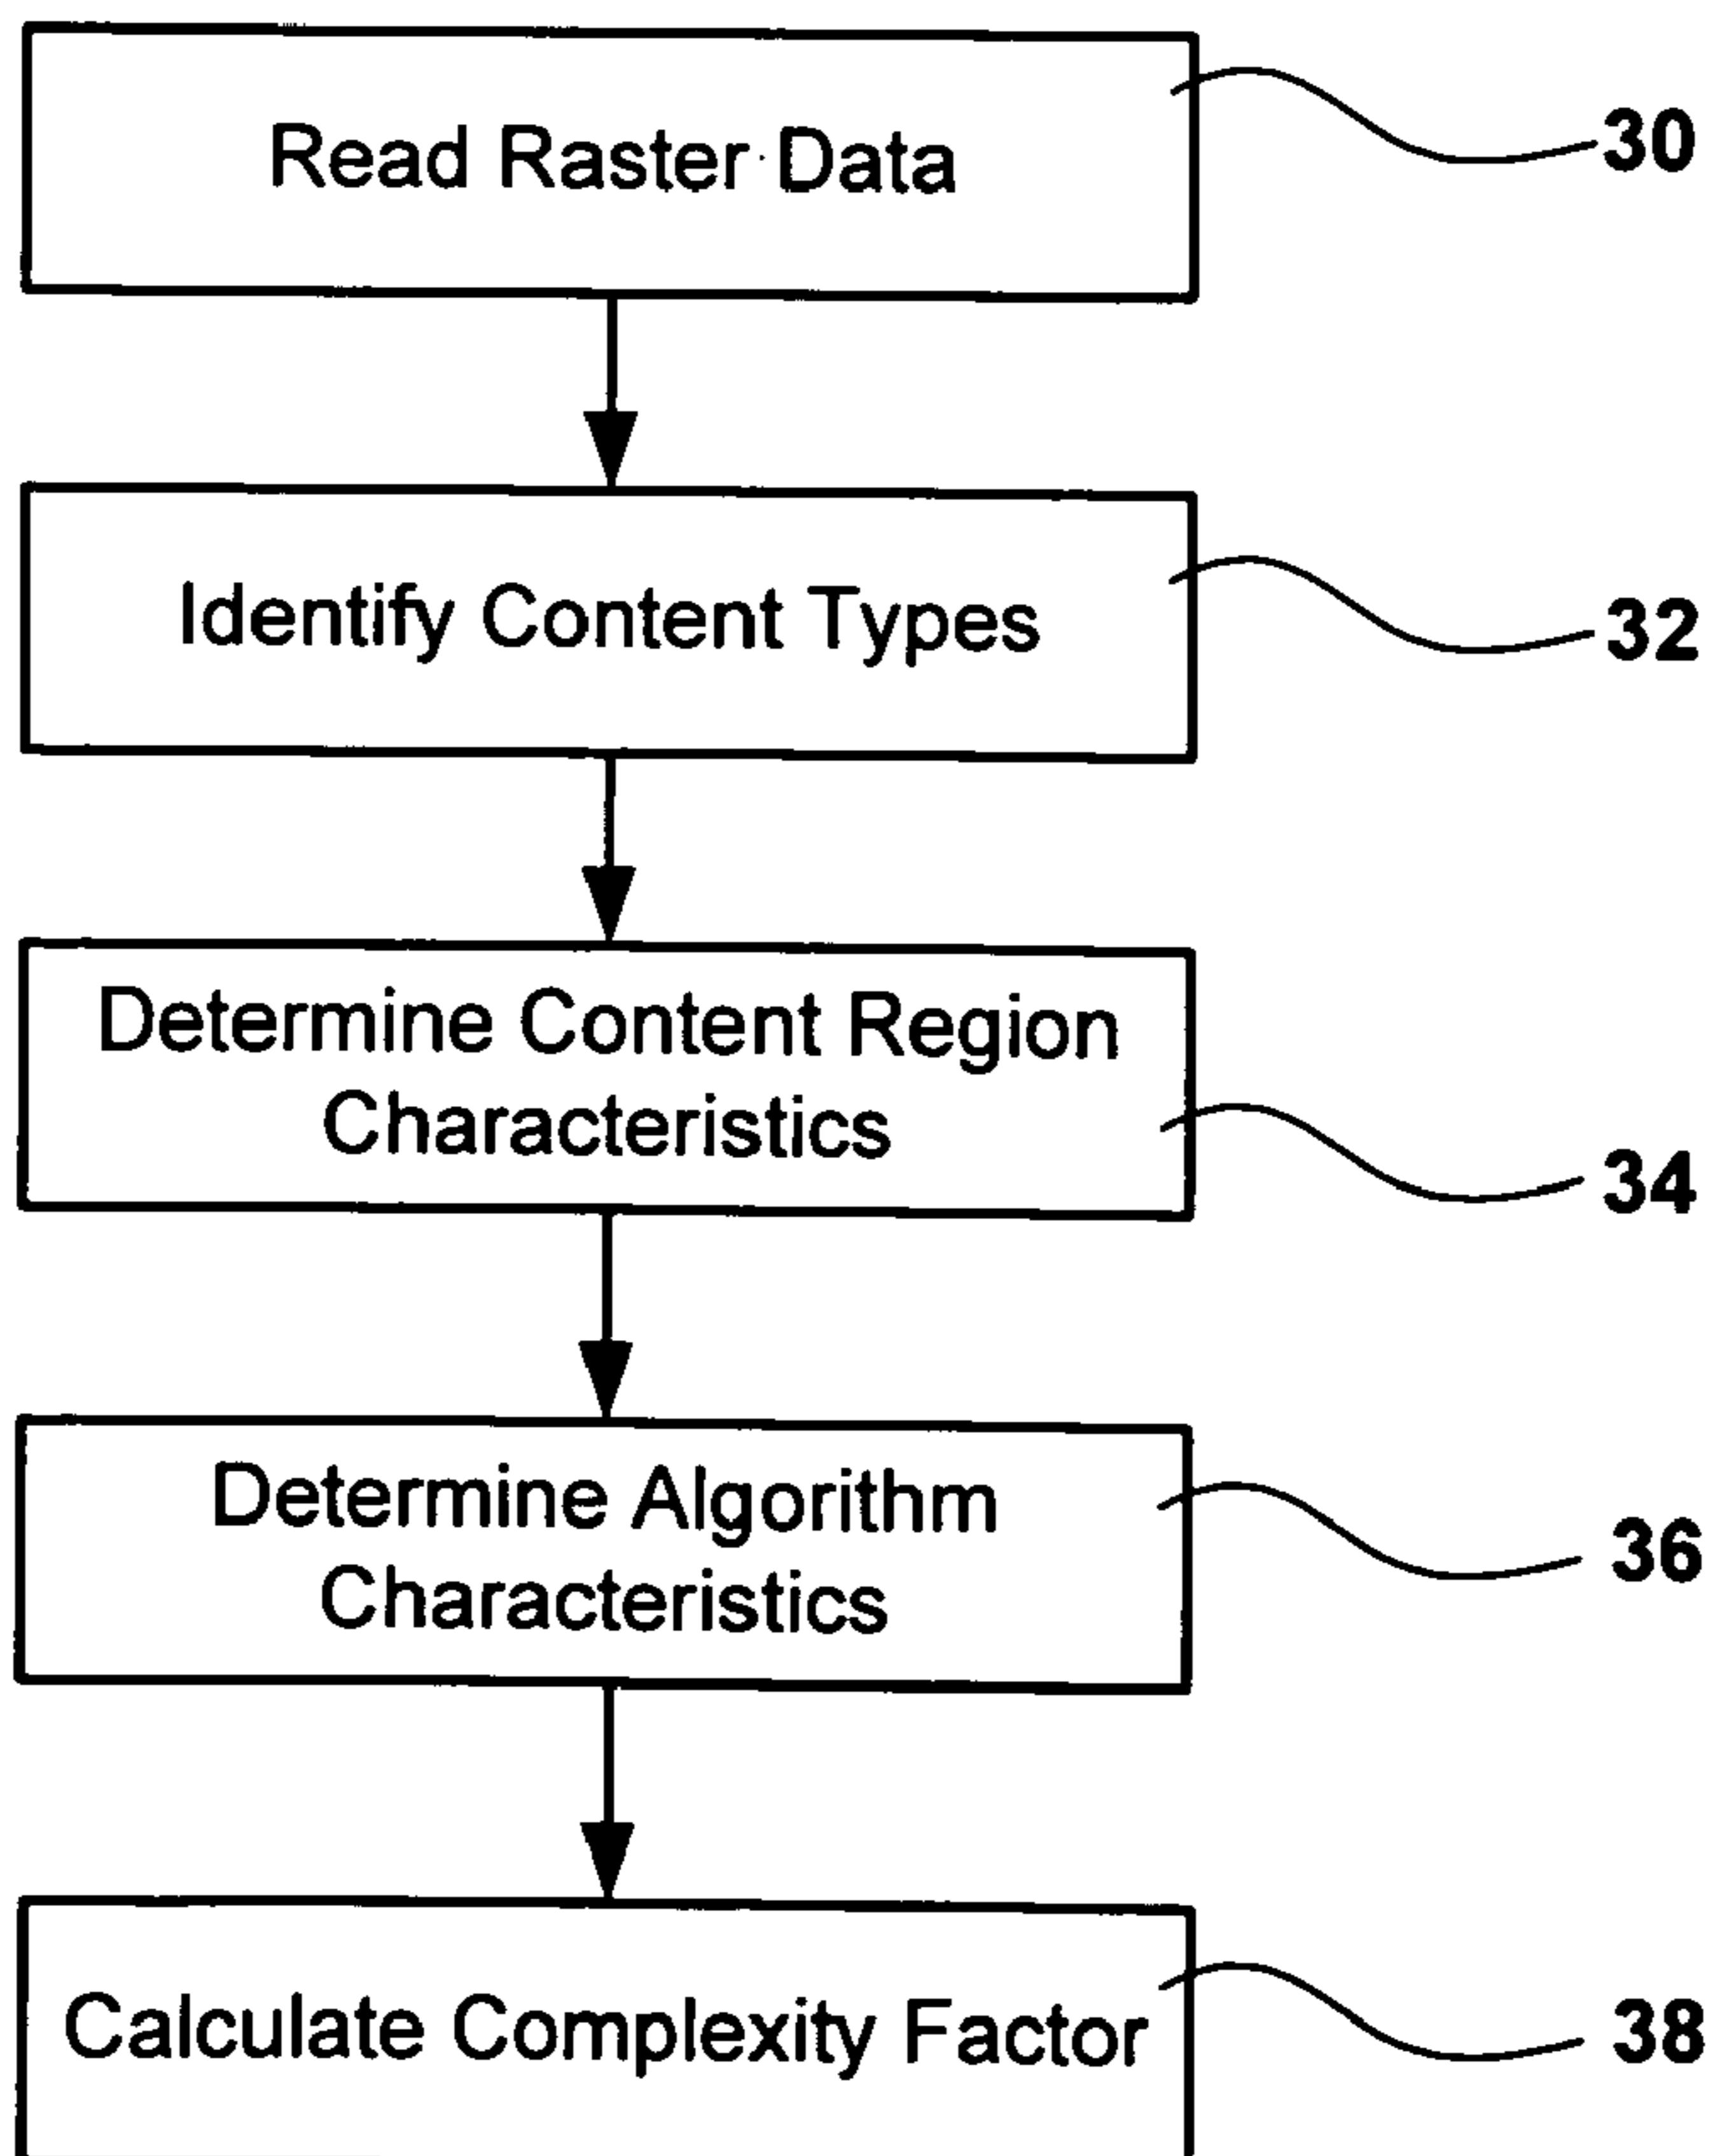 Read Raster Data
30
Identify Content Types
32
Determine Content Region
Characteristics
34
Determine Algorithm
Characteristics
36
Calculate Complexity Factor
38